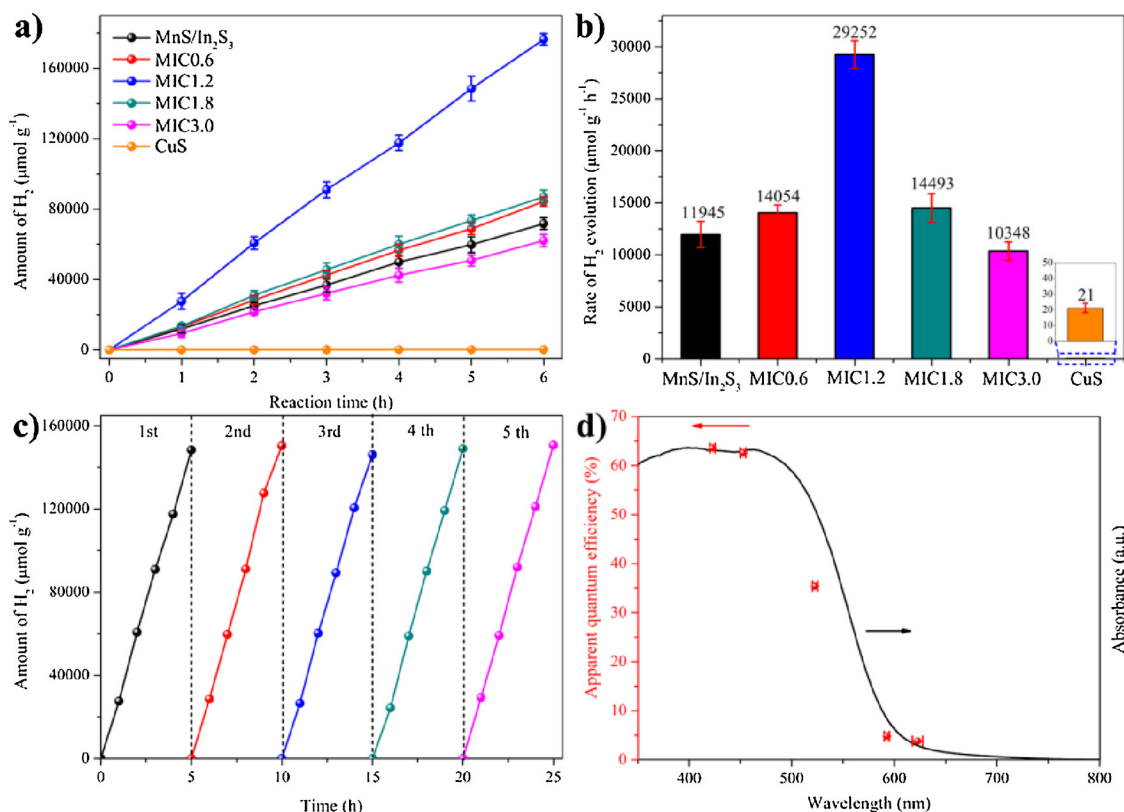 a)
MnS/In₂S₃
MIC0.6
MIC1.2
MIC1.8
MIC3.0
CuS
160000
120000
80000
40000
0
Amount of H₂ (μmol g⁻¹)
0 1 2 3 4 5 6
Reaction time (h)
b)
30000
25000
20000
15000
10000
5000
0
Rate of H₂ evolution (μmol g⁻¹ h⁻¹)
11945
14054
29252
14493
10348
21
50
40
30
20
10
0
MnS/In₂S₃ MIC0.6 MIC1.2 MIC1.8 MIC3.0 CuS
c)
160000
120000
80000
40000
0
Amount of H₂ (μmol g⁻¹)
1st 2nd 3rd 4 th 5 th
0 5 10 15 20 25
Time (h)
d)
70
60
50
40
30
20
10
0
Apparent quantum efficiency (%)
Absorbance (a.u.)
400 500 600 700 800
Wavelength (nm)